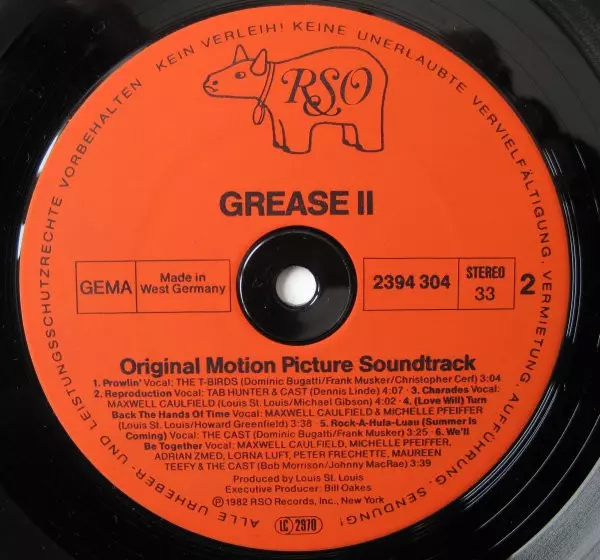 ALLE URHEBER- UND LEISTUNGSSCHUTZRECHTE VORBEHALTEN KEIN VERLEIH! KEINE UNERLAUBTE VERVIELFÄLTIGUNG, VERMIETUNG, AUFFÜHRUNG, SENDUNG!
RSO
GREASE II
GEMA
Made in
West Germany
2394 304
STEREO
33
2
Original Motion Picture Soundtrack
1. Prowlin' Vocal: THE T-BIRDS (Dominic Bugatti/Frank Musker/Christopher Cerf) 3:04
2. Reproduction Vocal: TAB HUNTER & CAST (Dennis Linde) 4:07 · 3. Charades Vocal:
MAXWELL CAULFIELD (Louis St. Louis/Michael Gibson) 4:02 · 4. (Love Will) Turn
Back The Hands Of Time Vocal: MAXWELL CAULFIELD & MICHELLE PFEIFFER
(Louis St. Louis/Howard Greenfield) 3:38 · 5. Rock-A-Hula-Luau (Summer Is
Coming) Vocal: THE CAST (Dominic Bugatti/Frank Musker) 3:25 · 6. We'll
Be Together Vocal: MAXWELL CAULFIELD, MICHELLE PFEIFFER,
ADRIAN ZMED, LORNA LUFT, PETER FRECHETTE, MAUREEN
TEEFY & THE CAST (Bob Morrison/Johnny MacRae) 3:39
Produced by Louis St. Louis
Executive Producer: Bill Oakes
℗ 1982 RSO Records, Inc., New York
LC 2970